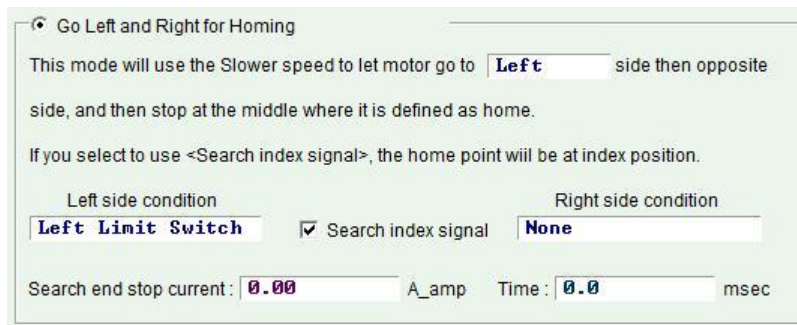 Go Left and Right for Homing
This mode will use the Slower speed to let motor go to Left side then opposite
side, and then stop at the middle where it is defined as home.
If you select to use <Search index signal>, the home point wiil be at index position.
Left side condition Right side condition
Left Limit Switch Search index signal None
Search end stop current : 0.00 A_amp Time : 0.0 msec